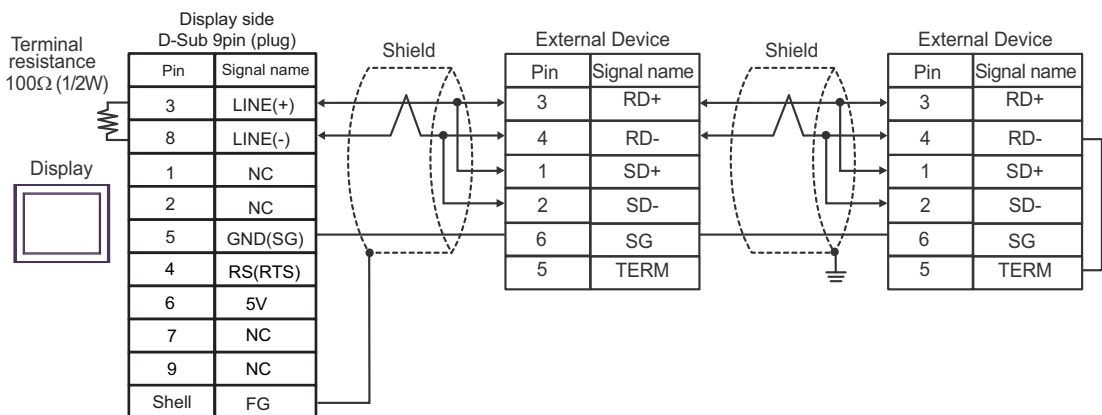 Display side
D-Sub 9pin (plug)
Terminal
resistance
100Ω (1/2W)
Display
Pin Signal name
3 LINE(+)
8 LINE(-)
1 NC
2 NC
5 GND(SG)
4 RS(RTS)
6 5V
7 NC
9 NC
Shell FG
Shield
External Device
Pin Signal name
3 RD+
4 RD-
1 SD+
2 SD-
6 SG
5 TERM
Shield
External Device
Pin Signal name
3 RD+
4 RD-
1 SD+
2 SD-
6 SG
5 TERM